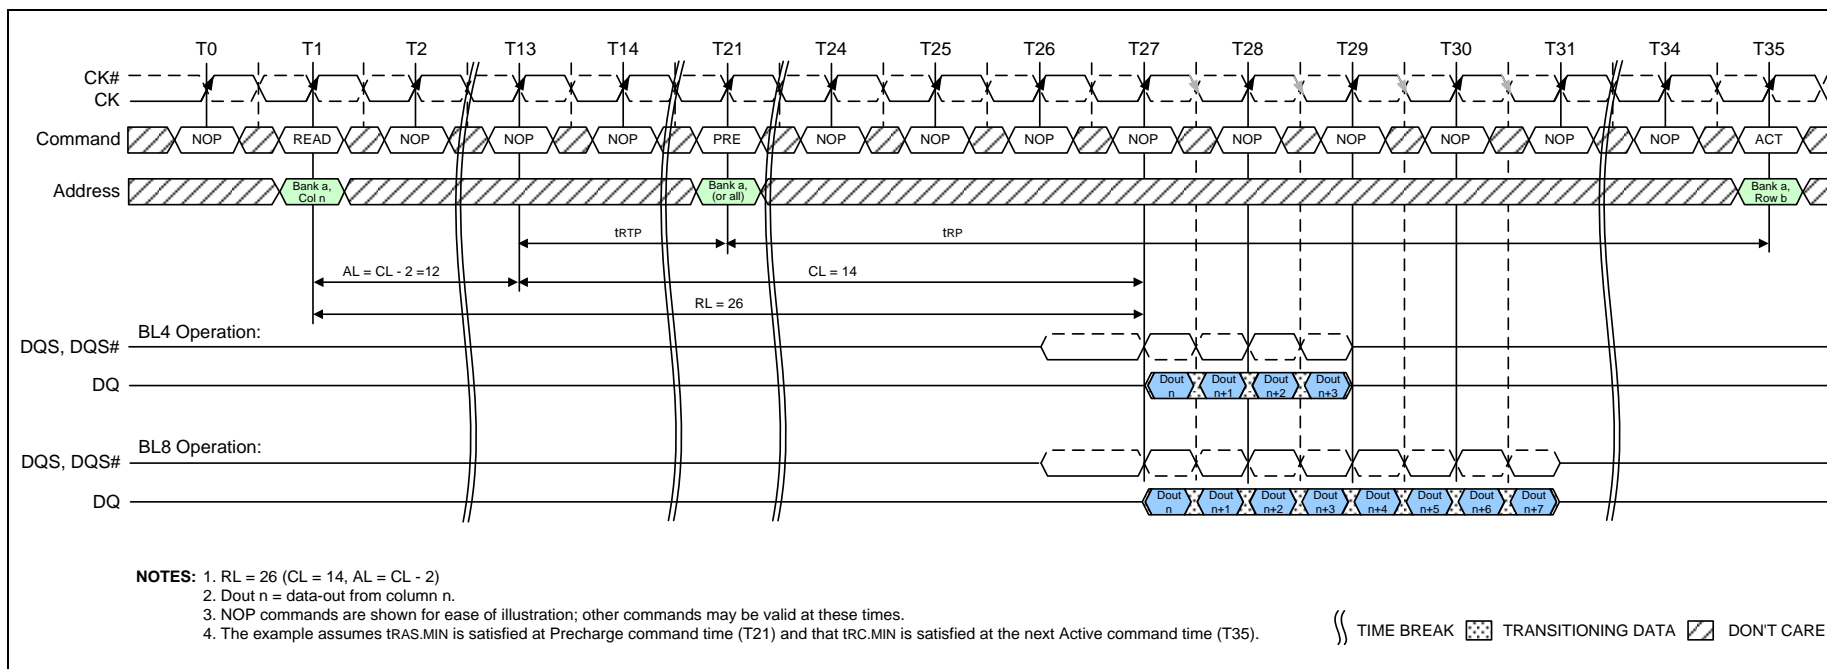 T0 T1 T2 T13 T14 T21 T24 T25 T26 T27 T28 T29 T30 T31 T34 T35
CK#
CK
Command NOP READ NOP NOP NOP PRE NOP NOP NOP NOP NOP NOP NOP NOP NOP ACT
Address Bank a, Col n Bank a, (or all) Bank a, Row b
tRTP tRP
AL = CL - 2 =12 CL = 14
RL = 26
BL4 Operation:
DQS, DQS#
DQ Dout n Dout n+1 Dout n+2 Dout n+3
BL8 Operation:
DQS, DQS#
DQ Dout n Dout n+1 Dout n+2 Dout n+3 Dout n+4 Dout n+5 Dout n+6 Dout n+7
NOTES: 1. RL = 26 (CL = 14, AL = CL - 2)
2. Dout n = data-out from column n.
3. NOP commands are shown for ease of illustration; other commands may be valid at these times.
4. The example assumes tRAS.MIN is satisfied at Precharge command time (T21) and that tRC.MIN is satisfied at the next Active command time (T35).
TIME BREAK TRANSITIONING DATA DON'T CARE